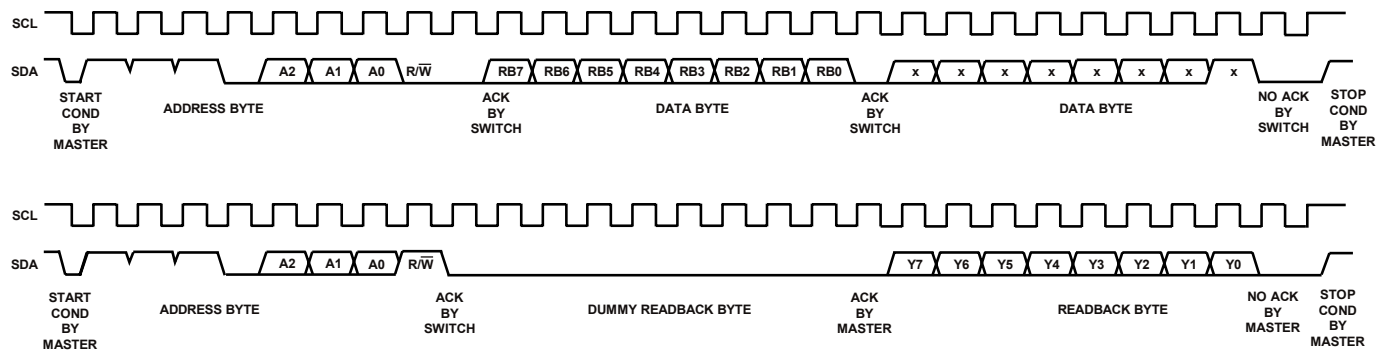 SCL
SDA A2 A1 A0 R/W̅ RB7 RB6 RB5 RB4 RB3 RB2 RB1 RB0 x x x x x x x x
START COND BY MASTER
ADDRESS BYTE
ACK BY SWITCH
DATA BYTE
ACK BY SWITCH
DATA BYTE
NO ACK BY SWITCH
STOP COND BY MASTER
SCL
SDA A2 A1 A0 R/W̅ Y7 Y6 Y5 Y4 Y3 Y2 Y1 Y0
START COND BY MASTER
ADDRESS BYTE
ACK BY SWITCH
DUMMY READBACK BYTE
ACK BY MASTER
READBACK BYTE
NO ACK BY MASTER
STOP COND BY MASTER